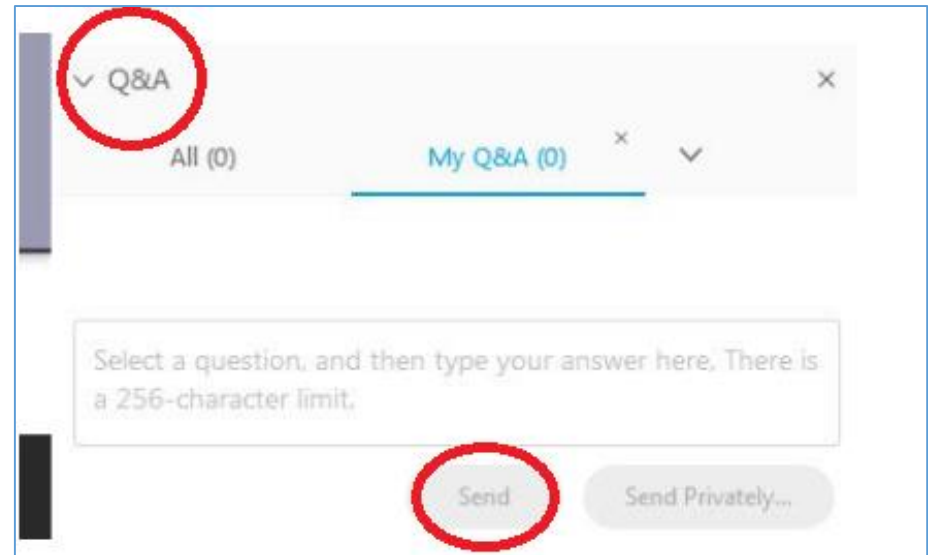 Q&A
All (0) My Q&A (0)
Select a question, and then type your answer here. There is
a 256-character limit.
Send Send Privately...